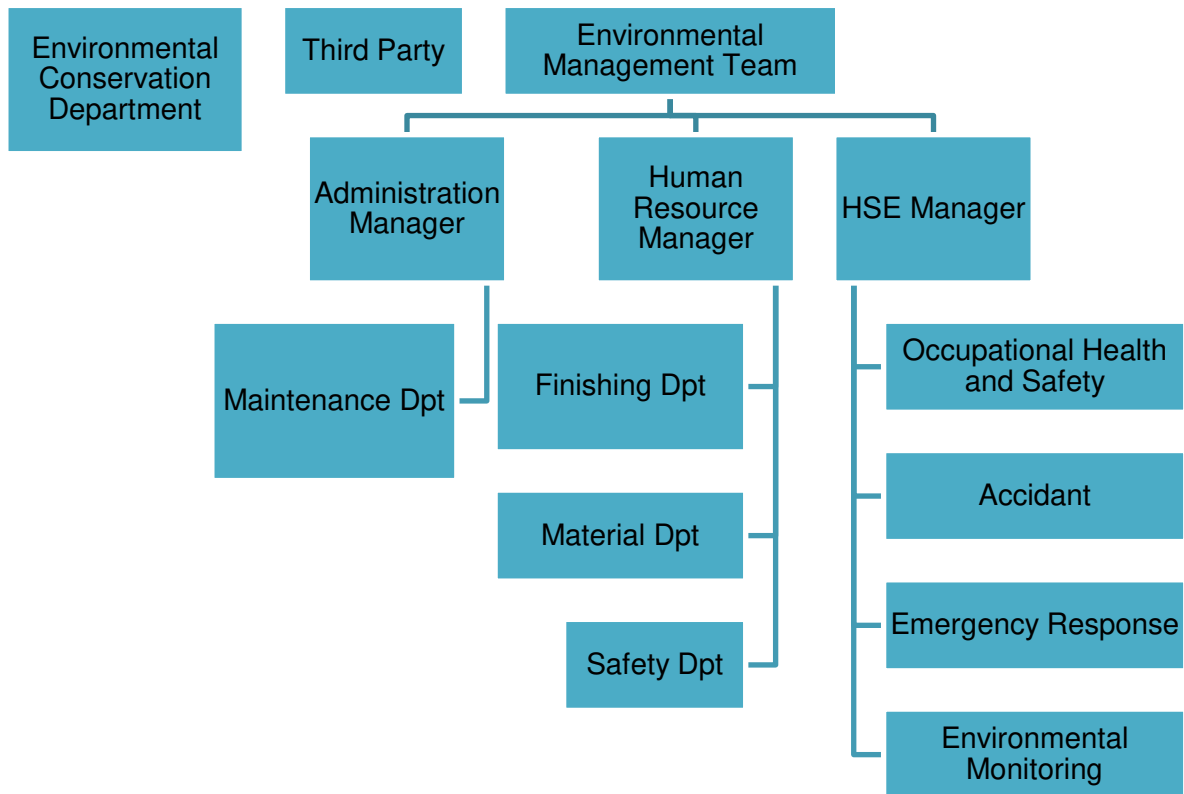 Environmental
Conservation
Department
Third Party
Environmental
Management Team
Administration
Manager
Human
Resource
Manager
HSE Manager
Maintenance Dpt
Finishing Dpt
Material Dpt
Safety Dpt
Occupational Health
and Safety
Accidant
Emergency Response
Environmental
Monitoring